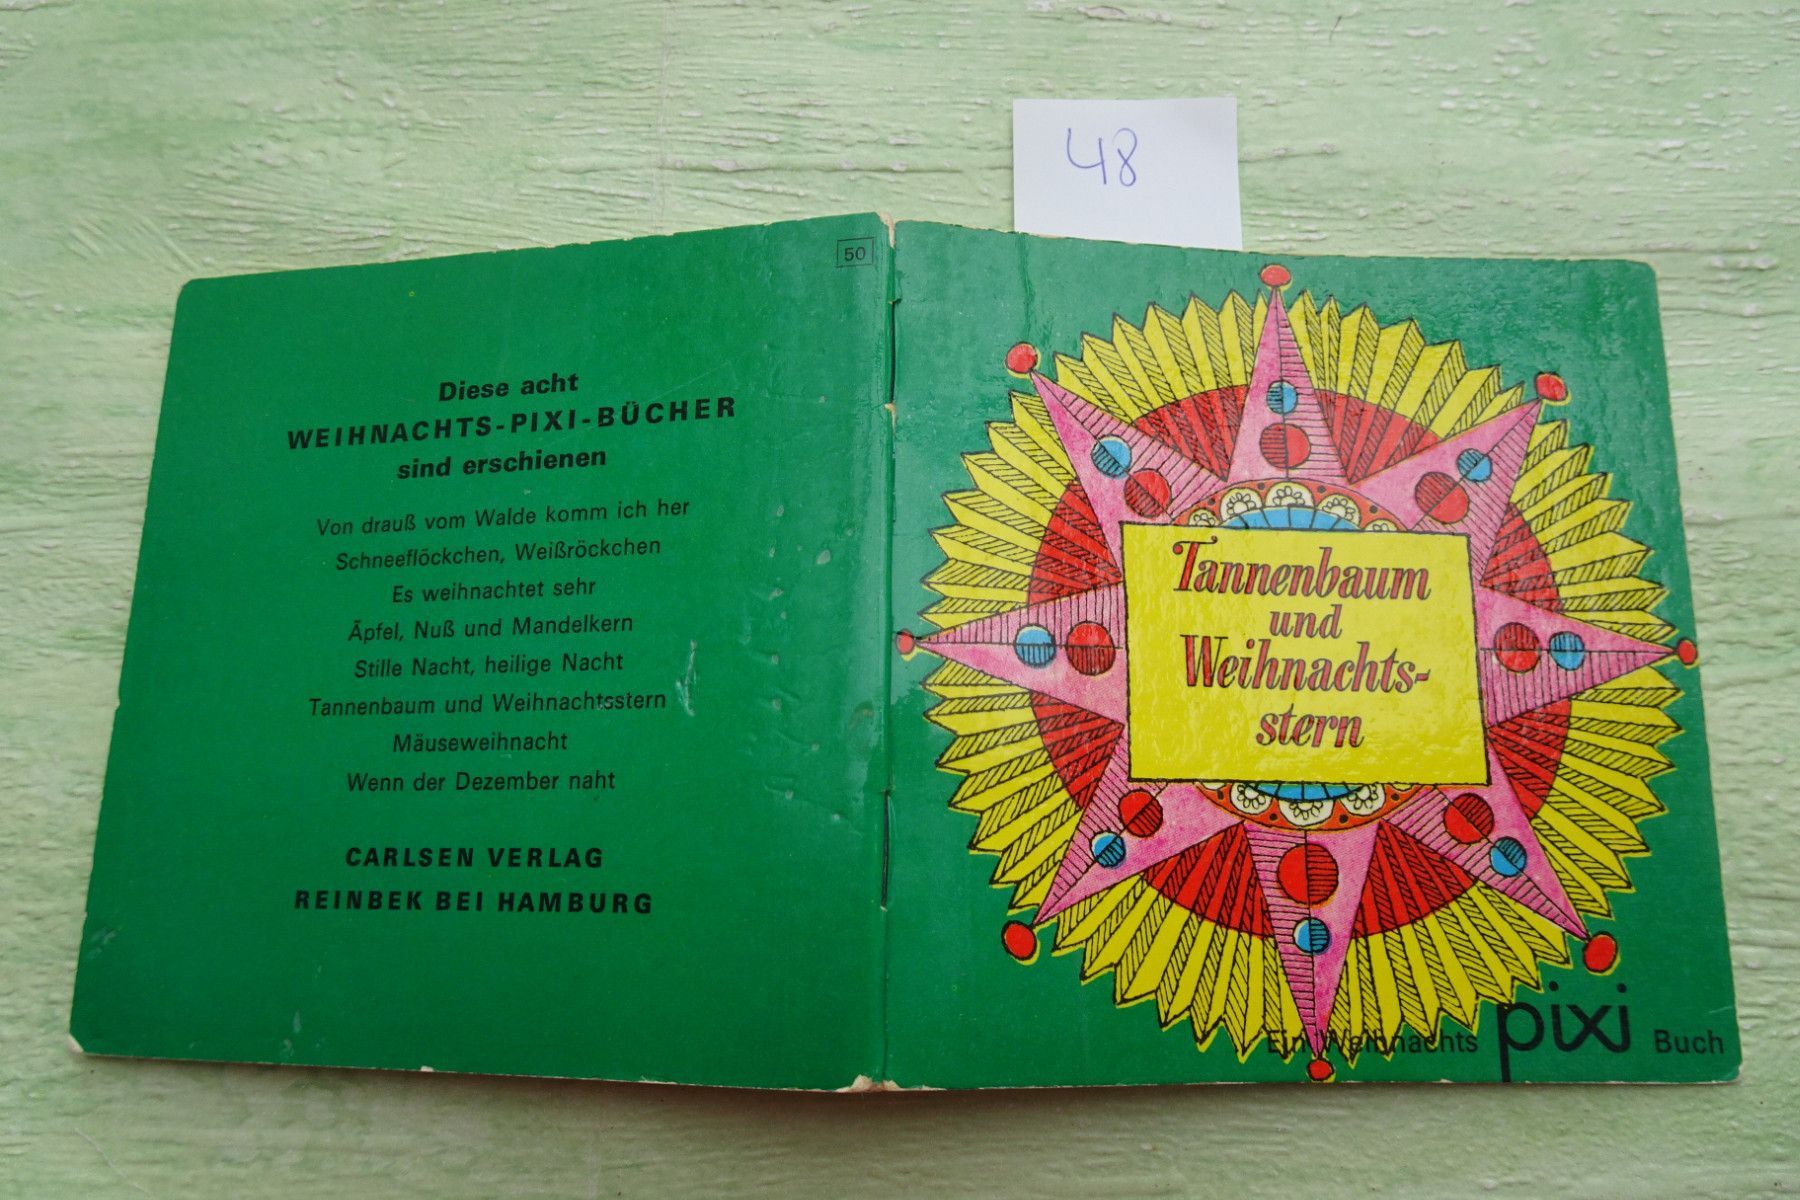 48
50
Diese acht
WEIHNACHTS-PIXI-BÜCHER
sind erschienen
Von drauß vom Walde komm ich her
Schneeflöckchen, Weißröckchen
Es weihnachtet sehr
Äpfel, Nuß und Mandelkern
Stille Nacht, heilige Nacht
Tannenbaum und Weihnachtsstern
Mäuseweihnacht
Wenn der Dezember naht
CARLSEN VERLAG
REINBEK BEI HAMBURG
Tannenbaum
und
Weihnachts-
stern
Ein Weihnachts pixi Buch